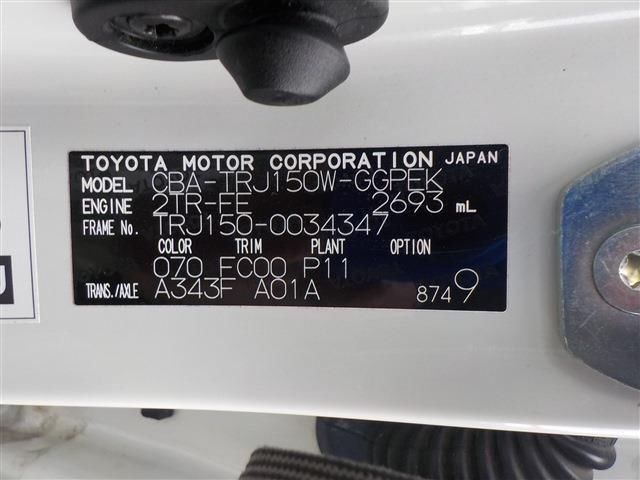 TOYOTA MOTOR CORPORATION JAPAN
MODEL CBA-TRJ150W-GGPEK
ENGINE 2TR-FE 2693 mL
FRAME No. TRJ150-0034347
COLOR TRIM PLANT OPTION
070 EC00 P11
TRANS./AXLE A343F A01A 8749